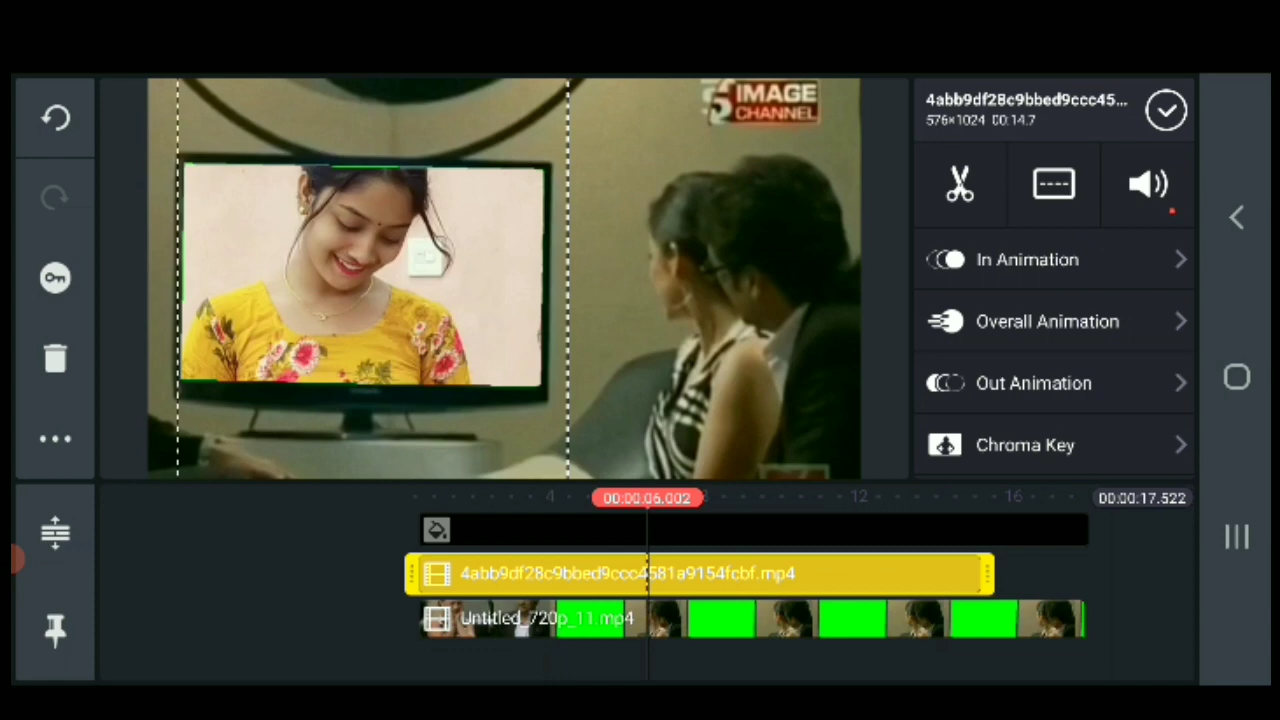 IMAGE
CHANNEL
4abb9df28c9bbed9ccc45...
576×1024 00:14.7
In Animation
Overall Animation
Out Animation
Chroma Key
4
00:00:06.002
12
16
00:00:17.522
4abb9df28c9bbed9ccc4581a9154fcbf.mp4
Untitled_720p_11.mp4